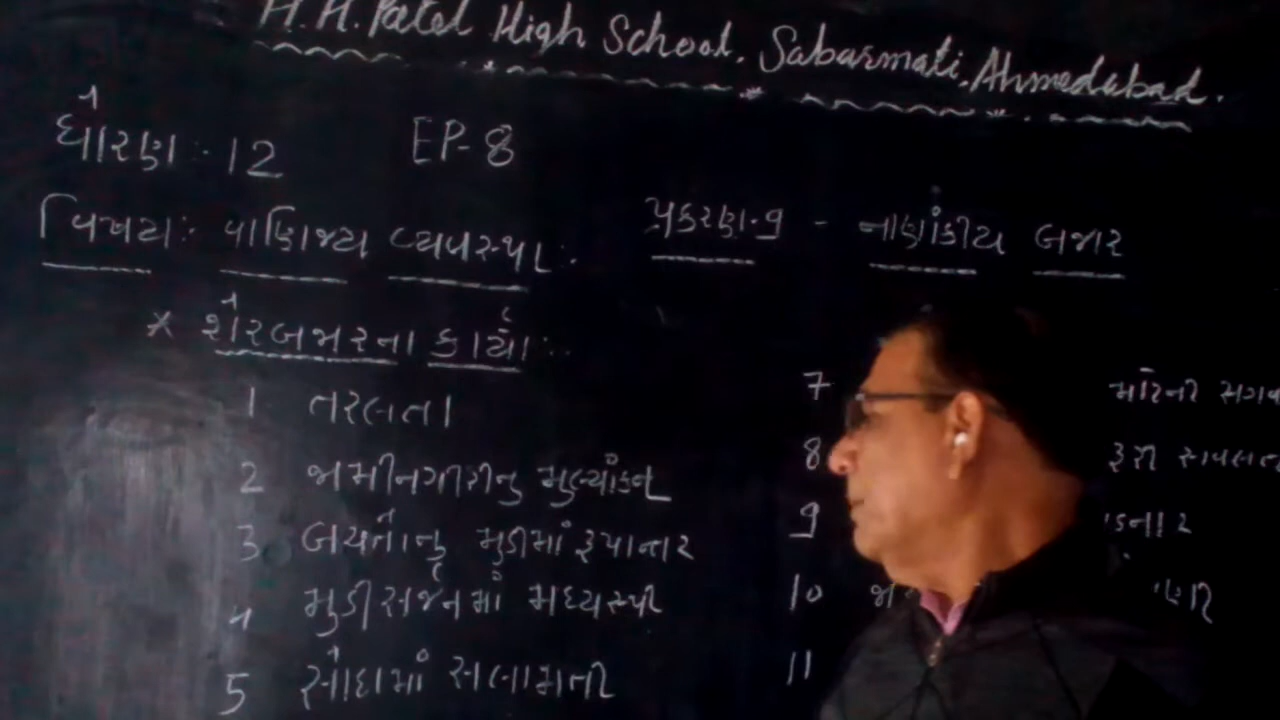 H. H. Patel High School. Sabarmati, Ahmedabad.
ધોરણ :- 12 EP-8
વિષય: વાણિજ્ય વ્યવસ્થા: પ્રકરણ-9 - નાણાંકીય બજાર
* શેરબજારના કાર્યો :-
1 તરલતા
2 જામીનગીરીનુ મુલ્યાંકન
3 બચતોનુ મુડીમાં રૂપાન્તર
4 મુડીસર્જનમાં મધ્યસ્થી
5 સોદામાં સલામતી
7
8
9
10
11